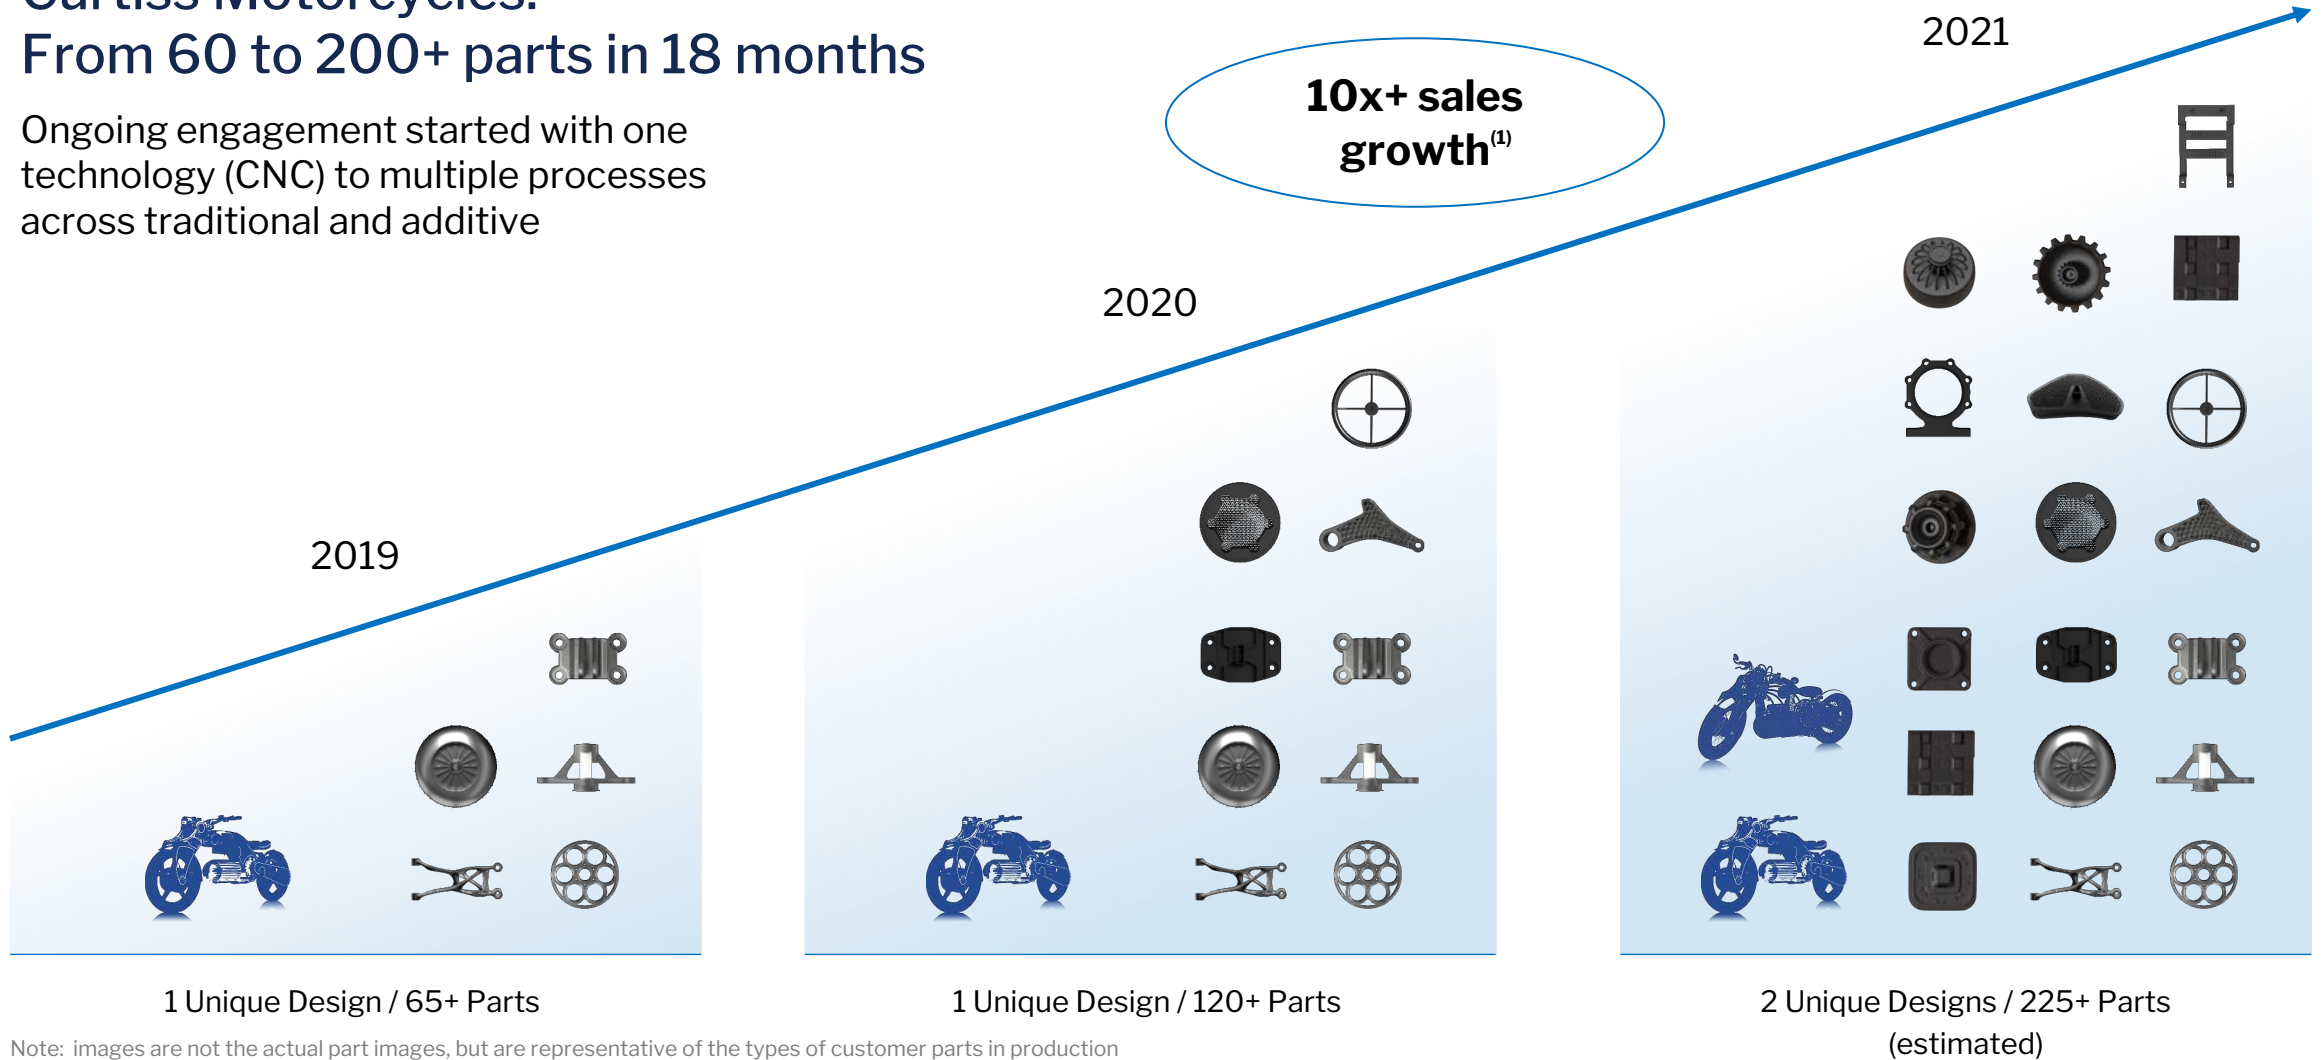 Curtiss Motorcycles:
From 60 to 200+ parts in 18 months
Ongoing engagement started with one
technology (CNC) to multiple processes
across traditional and additive
10x+ sales
growth(1)
2021
2020
2019
1 Unique Design / 65+ Parts
1 Unique Design / 120+ Parts
2 Unique Designs / 225+ Parts
(estimated)
Note: images are not the actual part images, but are representative of the types of customer parts in production